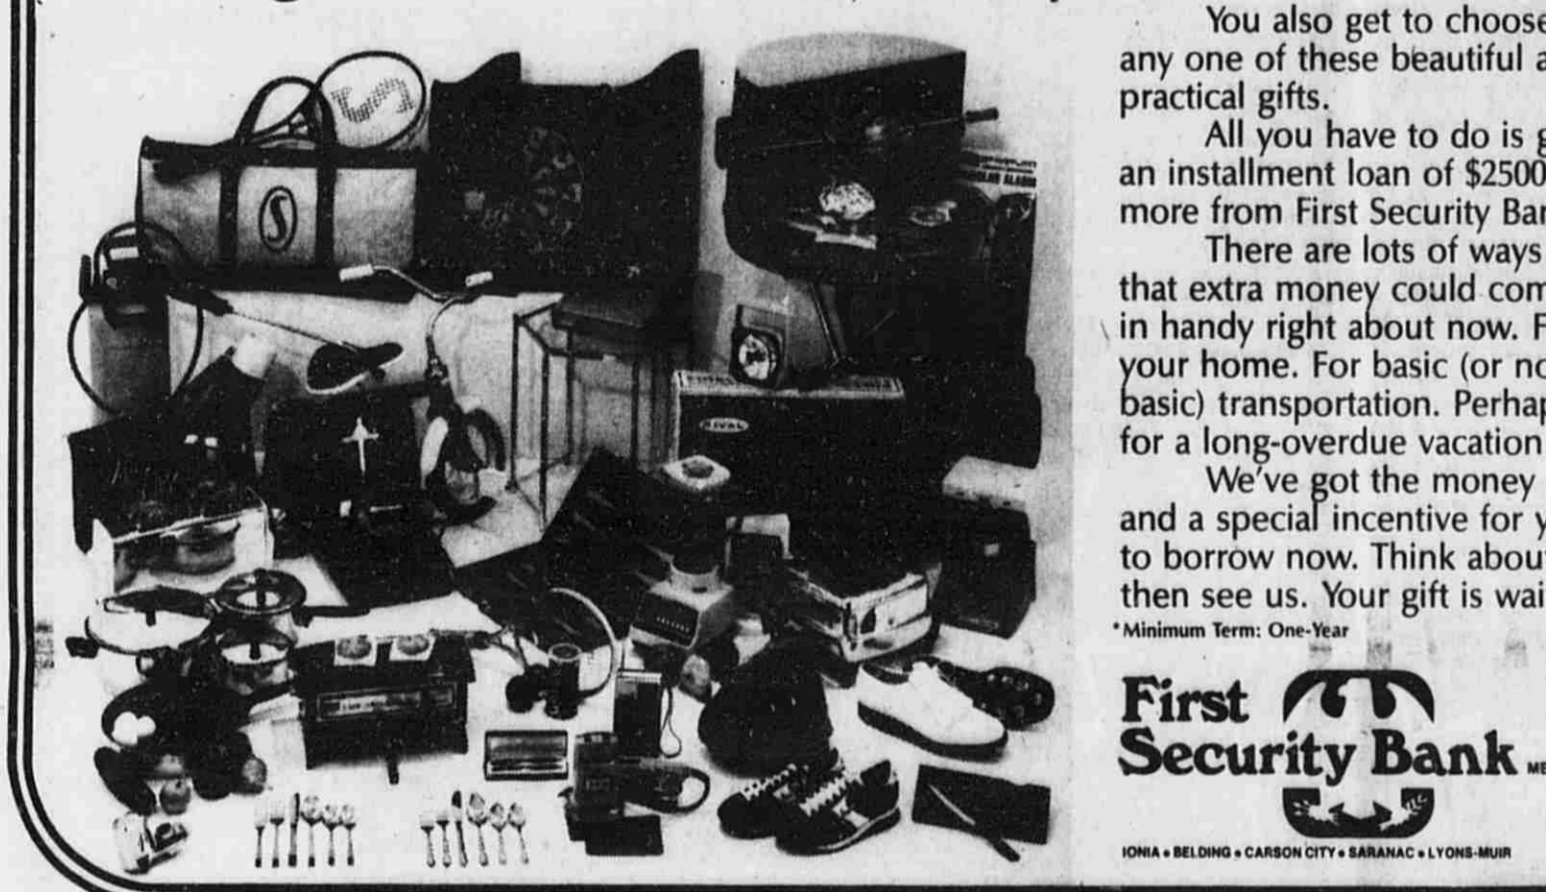 You also get to choose
any one of these beautiful a
practical gifts.
All you have to do is g
an installment loan of $2500
more from First Security Ban
There are lots of ways
that extra money could com
in handy right about now. F
your home. For basic (or no
basic) transportation. Perhap
for a long-overdue vacation
We've got the money
and a special incentive for y
to borrow now. Think about
then see us. Your gift is wai
*Minimum Term: One-Year
First
Security Bank
IONIA • BELDING • CARSON CITY • SARANAC • LYONS-MUIR
S
S
RIVAL